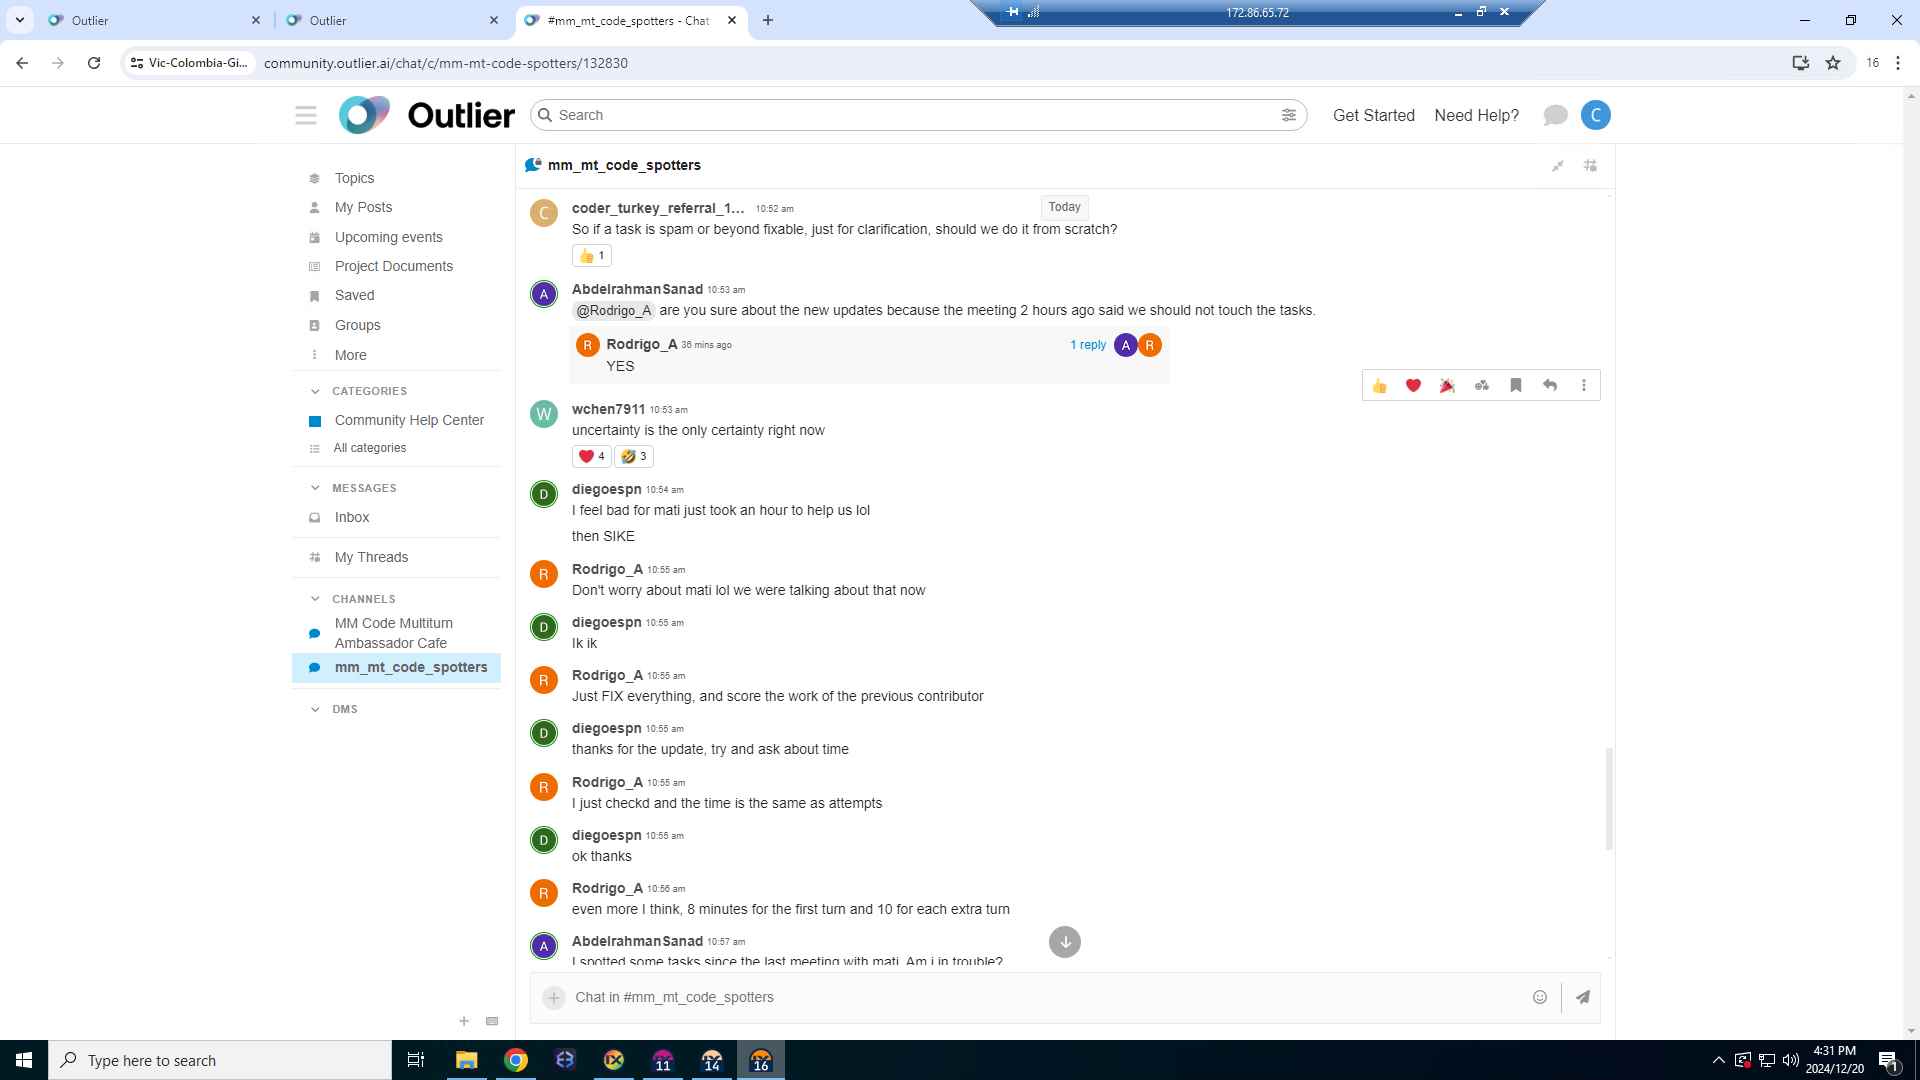 Outlier
Outlier
#mm_mt_code_spotters - Chat
172.86.65.72
Vic-Colombia-Gi...
community.outlier.ai/chat/c/mm-mt-code-spotters/132830
16
Outlier
Search
Get Started
Need Help?
C
Topics
My Posts
Upcoming events
Project Documents
Saved
Groups
More
CATEGORIES
Community Help Center
All categories
MESSAGES
Inbox
My Threads
CHANNELS
MM Code Multiturn
Ambassador Cafe
mm_mt_code_spotters
DMS
mm_mt_code_spotters
Today
C
coder_turkey_referral_1... 10:52 am
So if a task is spam or beyond fixable, just for clarification, should we do it from scratch?
1
A
AbdelrahmanSanad 10:53 am
@Rodrigo_A are you sure about the new updates because the meeting 2 hours ago said we should not touch the tasks.
R Rodrigo_A 36 mins ago 1 reply A R
YES
W
wchen7911 10:53 am
uncertainty is the only certainty right now
4 3
D
diegoespn 10:54 am
I feel bad for mati just took an hour to help us lol
then SIKE
R
Rodrigo_A 10:55 am
Don't worry about mati lol we were talking about that now
D
diegoespn 10:55 am
Ik ik
R
Rodrigo_A 10:55 am
Just FIX everything, and score the work of the previous contributor
D
diegoespn 10:55 am
thanks for the update, try and ask about time
R
Rodrigo_A 10:55 am
I just checkd and the time is the same as attempts
D
diegoespn 10:55 am
ok thanks
R
Rodrigo_A 10:56 am
even more I think, 8 minutes for the first turn and 10 for each extra turn
A
AbdelrahmanSanad 10:57 am
I spotted some tasks since the last meeting with mati. Am i in trouble?
Chat in #mm_mt_code_spotters
Type here to search
11
14
16
4:31 PM
2024/12/20
1